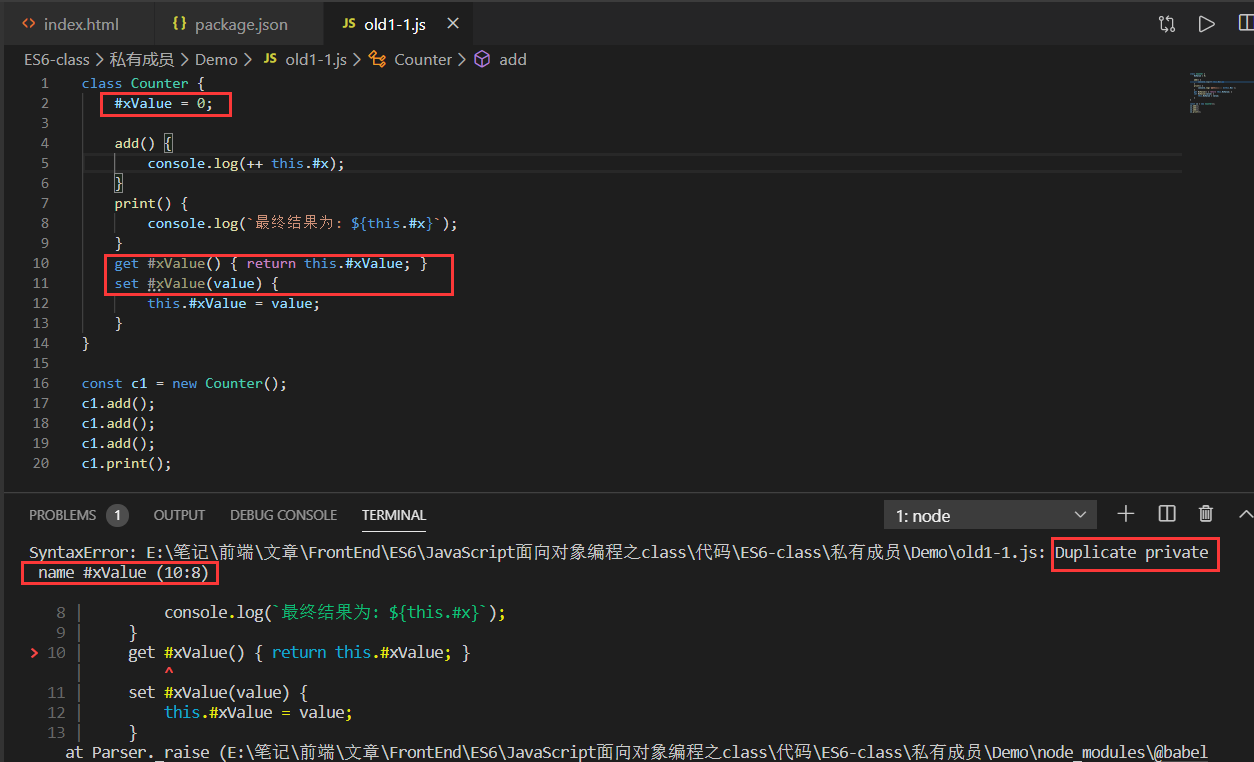 <> index.html {} package.json JS old1-1.js ×
ES6-class > 私有成员 > Demo > JS old1-1.js > Counter > add
1 class Counter {
2 #xValue = 0;
3
4 add() {
5 console.log(++ this.#x);
6 }
7 print() {
8 console.log(`最终结果为: ${this.#x}`);
9 }
10 get #xValue() { return this.#xValue; }
11 set #xValue(value) {
12 this.#xValue = value;
13 }
14 }
15
16 const c1 = new Counter();
17 c1.add();
18 c1.add();
19 c1.add();
20 c1.print();
PROBLEMS 1 OUTPUT DEBUG CONSOLE TERMINAL 1: node
SyntaxError: E:\笔记\前端\文章\FrontEnd\ES6\JavaScript面向对象编程之class\代码\ES6-class\私有成员\Demo\old1-1.js: Duplicate private
name #xValue (10:8)
8 | console.log(`最终结果为: ${this.#x}`);
9 | }
> 10 | get #xValue() { return this.#xValue; }
| ^
11 | set #xValue(value) {
12 | this.#xValue = value;
13 | }
at Parser._raise (E:\笔记\前端\文章\FrontEnd\ES6\JavaScript面向对象编程之class\代码\ES6-class\私有成员\Demo\node_modules\@babel